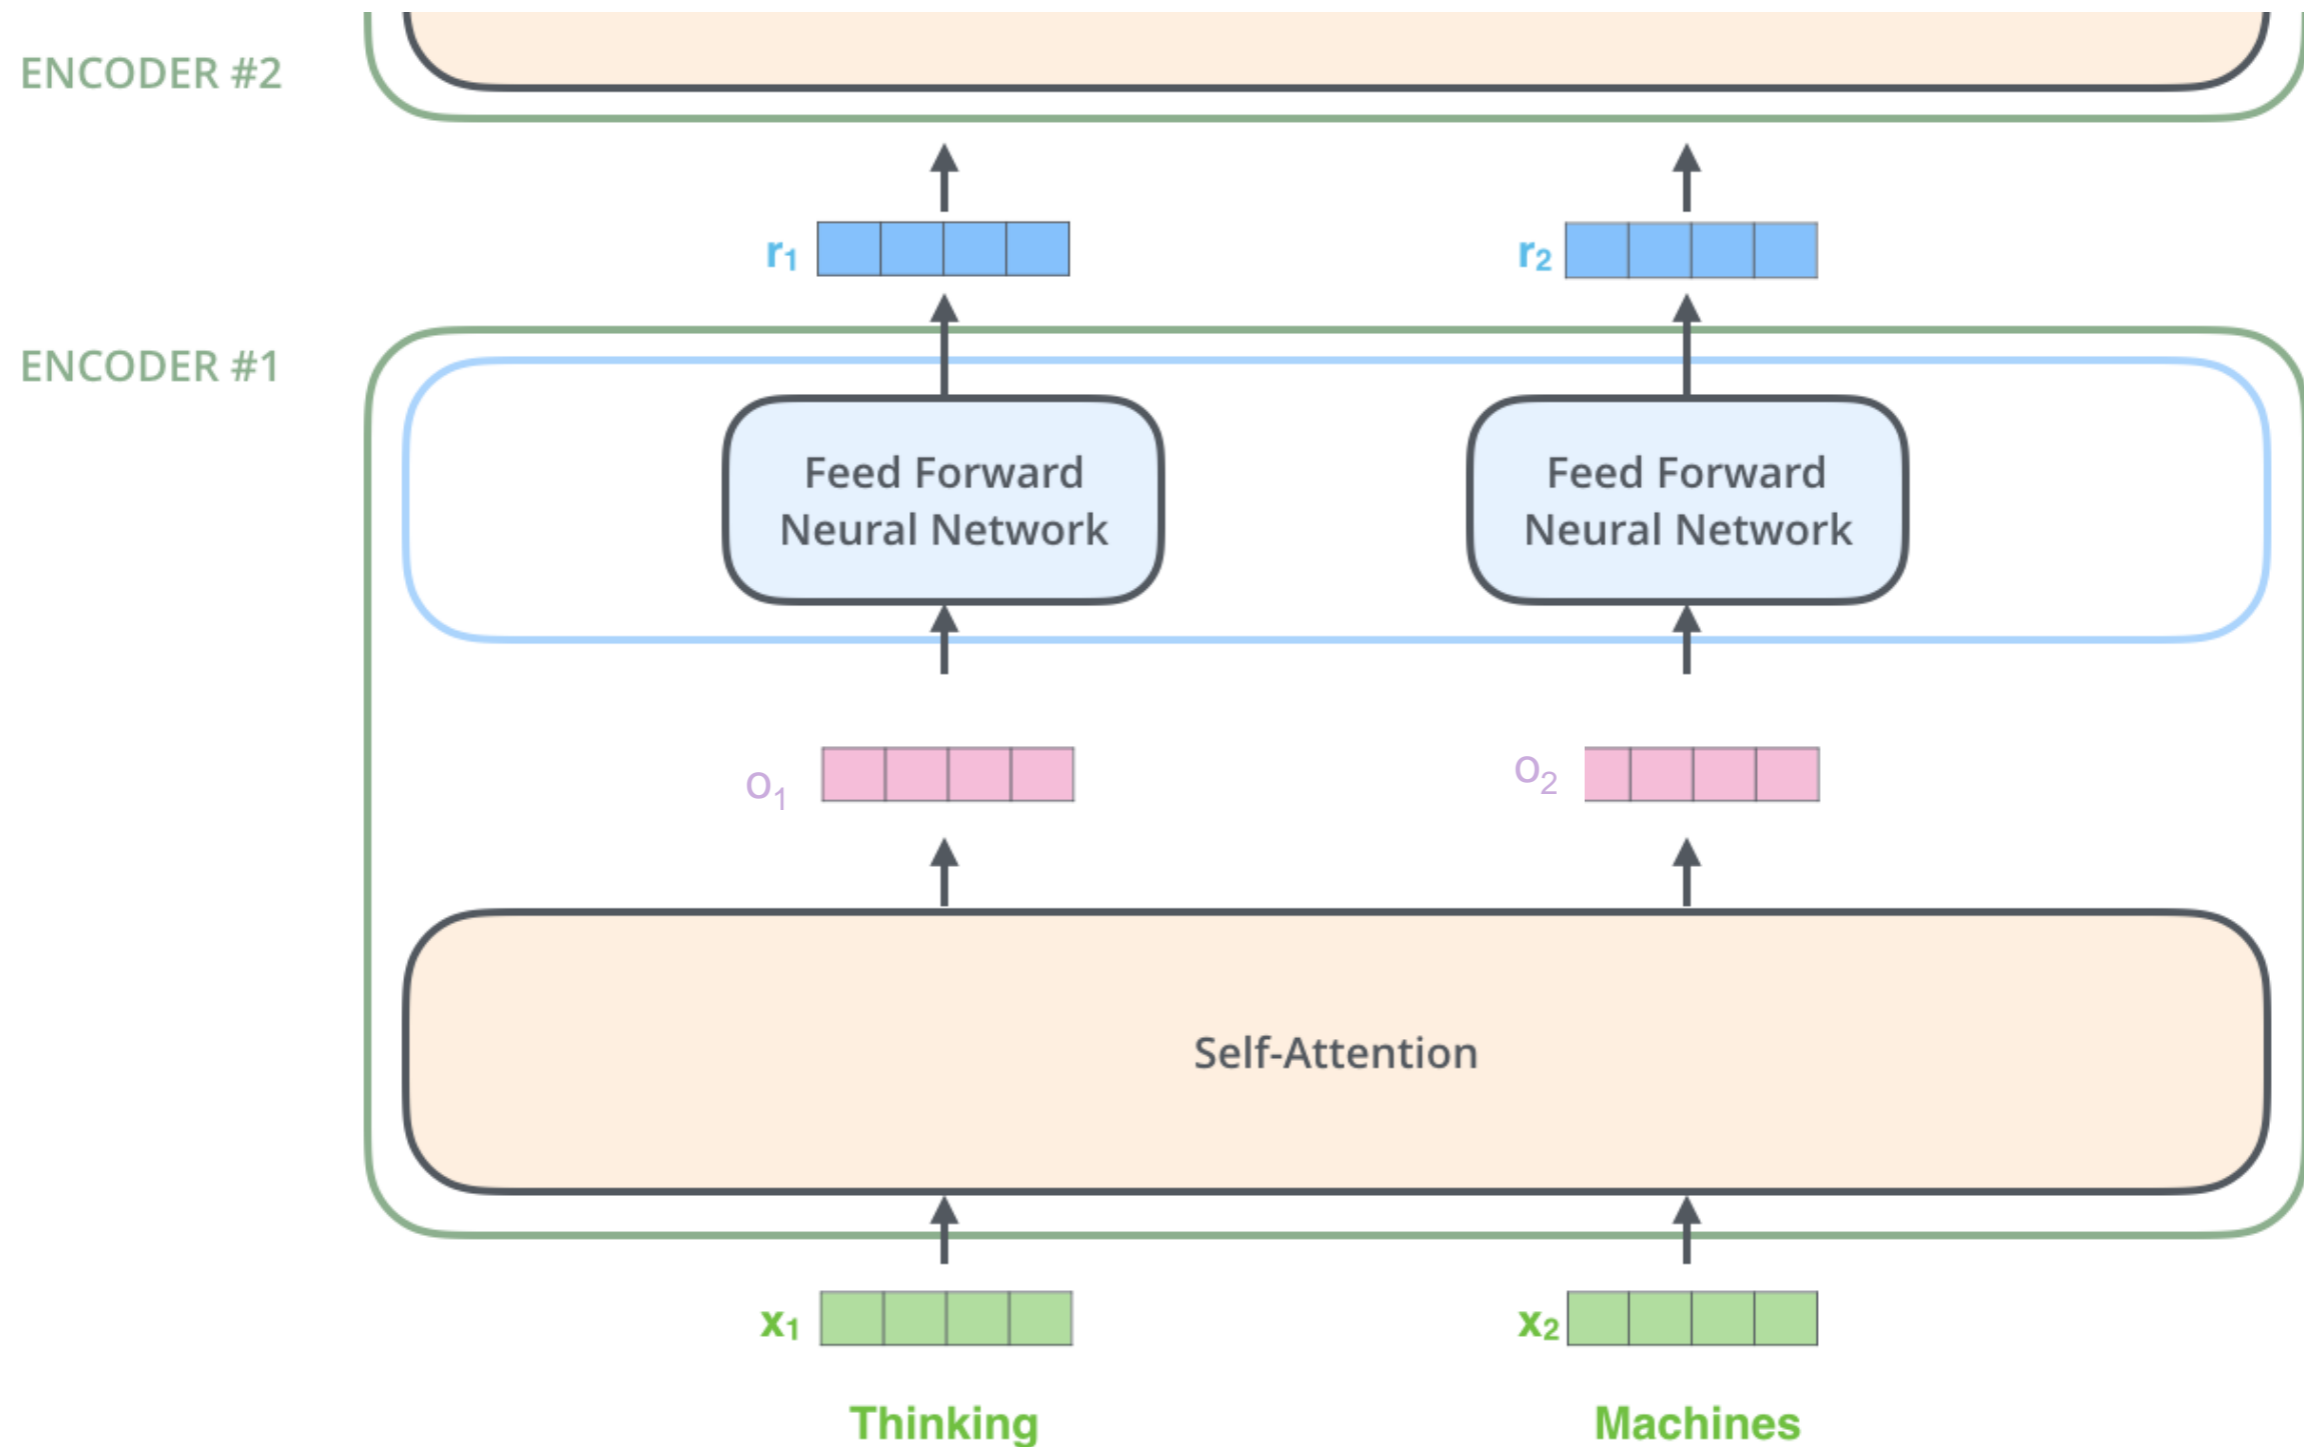 ENCODER #2
r₁
r₂
ENCODER #1
Feed Forward
Neural Network
Feed Forward
Neural Network
o₁
o₂
Self-Attention
x₁
x₂
Thinking
Machines